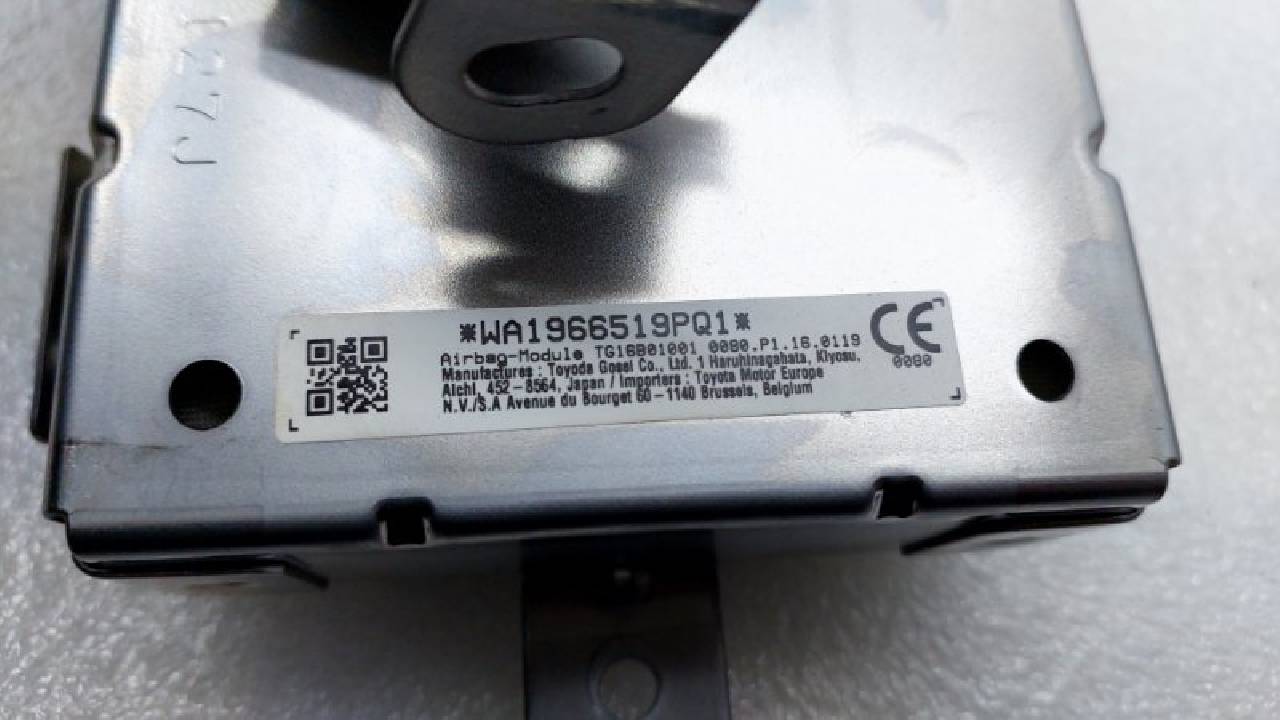 *WA1966519PQ1*
Airbag-Module TG16B01001 0080.P1.16.0119
Manufactures : Toyoda Gosei Co., Ltd. 1 Haruhinagahata, Kiyosu,
Aichi, 452-8564, Japan / Importers : Toyota Motor Europe
N.V./S.A Avenue du Bourget 60-1140 Brussels, Belgium
CE
0080